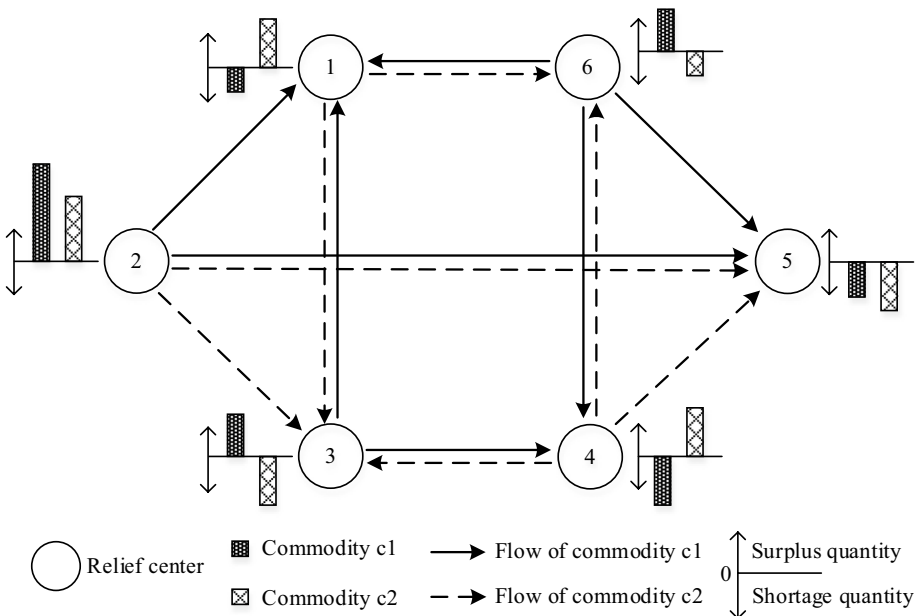 1
6
2
5
3
4
Relief center
Commodity c1
Flow of commodity c1
Surplus quantity
0
Commodity c2
Flow of commodity c2
Shortage quantity